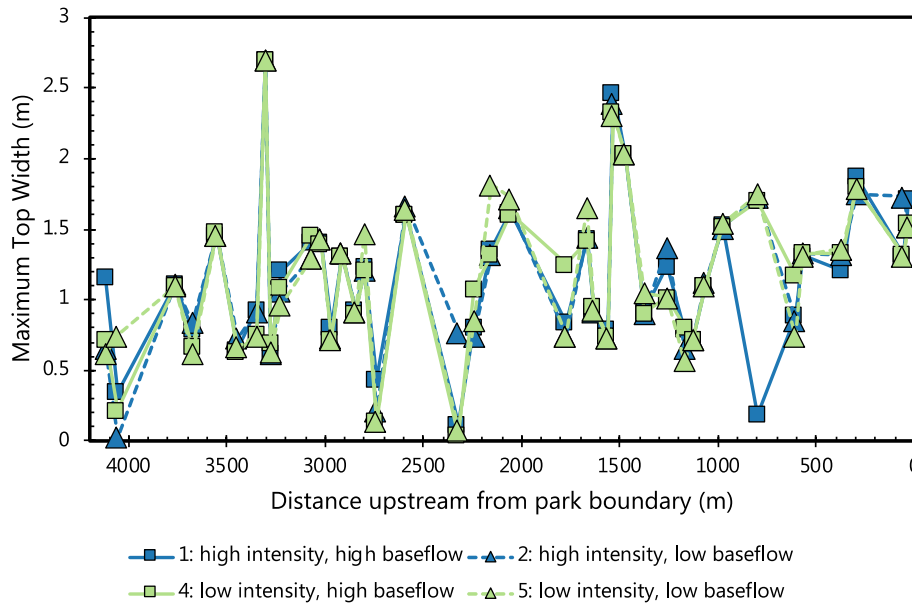 3
2.5
2
1.5
1
0.5
0
Maximum Top Width (m)
4000 3500 3000 2500 2000 1500 1000 500 0
Distance upstream from park boundary (m)
1: high intensity, high baseflow 2: high intensity, low baseflow
4: low intensity, high baseflow 5: low intensity, low baseflow